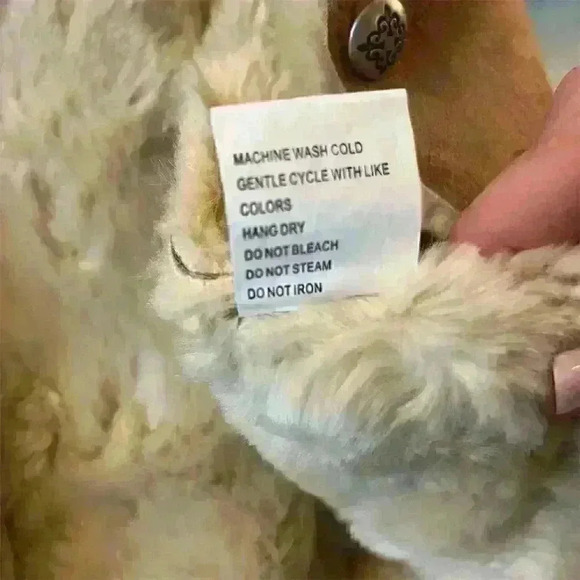 MACHINE WASH COLD
GENTLE CYCLE WITH LIKE
COLORS
HANG DRY
DO NOT BLEACH
DO NOT STEAM
DO NOT IRON